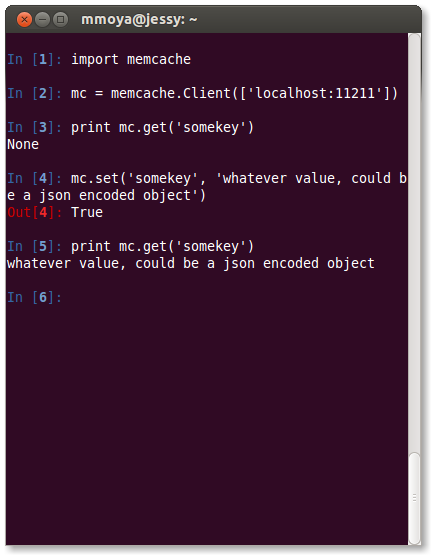 mmoya@jessy: ~
In [1]: import memcache
In [2]: mc = memcache.Client(['localhost:11211'])
In [3]: print mc.get('somekey')
None
In [4]: mc.set('somekey', 'whatever value, could b
e a json encoded object')
Out[4]: True
In [5]: print mc.get('somekey')
whatever value, could be a json encoded object
In [6]: